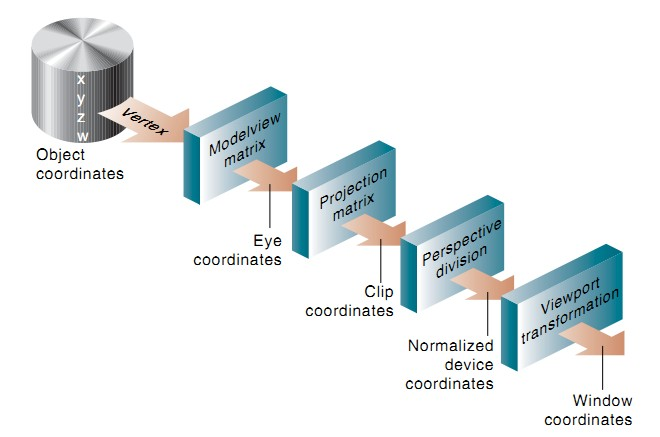 x
y
z
w
Vertex
Object
coordinates
Modelview
matrix
Eye
coordinates
Projection
matrix
Clip
coordinates
Perspective
division
Normalized
device
coordinates
Viewport
transformation
Window
coordinates